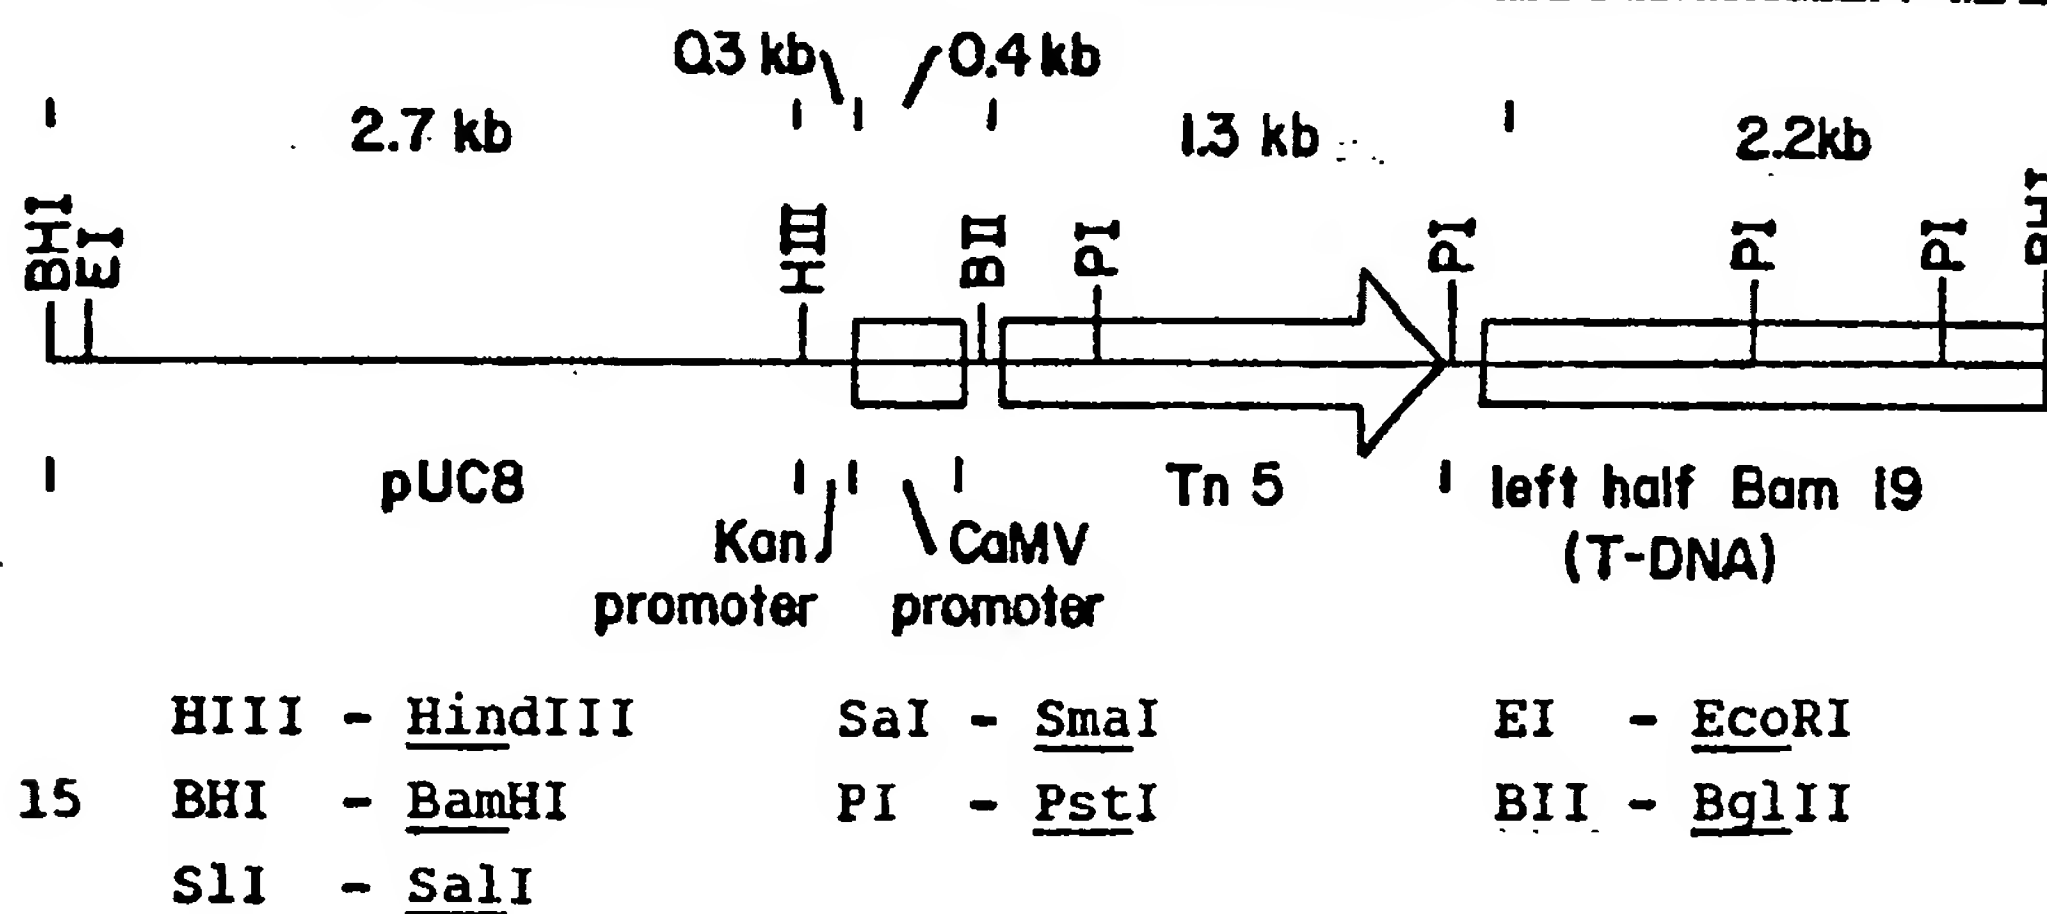 0.3 kb 0.4 kb
2.7 kb 1.3 kb 2.2kb
BHI EI HIII BII PI PI PI PI BHI
pUC8 Tn 5 left half Bam 19
Kan CaMV (T-DNA)
promoter promoter
HIII - HindIII SaI - SmaI EI - EcoRI
15 BHI - BamHI PI - PstI BII - BglII
SlI - SalI